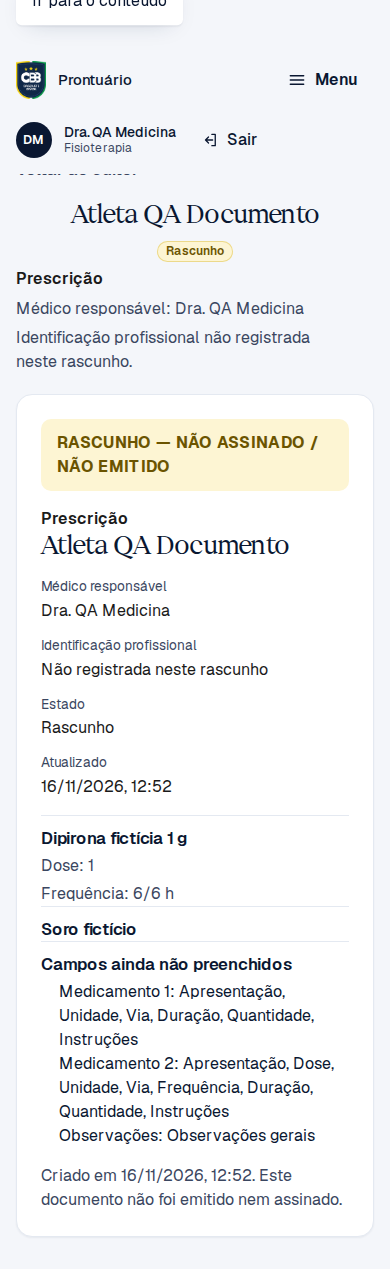 Ir para o conteúdo
CBB
Prontuário
Menu
DM
Dra. QA Medicina
Fisioterapia
Sair
Atleta QA Documento
Rascunho
Prescrição
Médico responsável: Dra. QA Medicina
Identificação profissional não registrada
neste rascunho.
RASCUNHO — NÃO ASSINADO /
NÃO EMITIDO
Prescrição
Atleta QA Documento
Médico responsável
Dra. QA Medicina
Identificação profissional
Não registrada neste rascunho
Estado
Rascunho
Atualizado
16/11/2026, 12:52
Dipirona fictícia 1 g
Dose: 1
Frequência: 6/6 h
Soro fictício
Campos ainda não preenchidos
Medicamento 1: Apresentação,
Unidade, Via, Duração, Quantidade,
Instruções
Medicamento 2: Apresentação, Dose,
Unidade, Via, Frequência, Duração,
Quantidade, Instruções
Observações: Observações gerais
Criado em 16/11/2026, 12:52. Este
documento não foi emitido nem assinado.